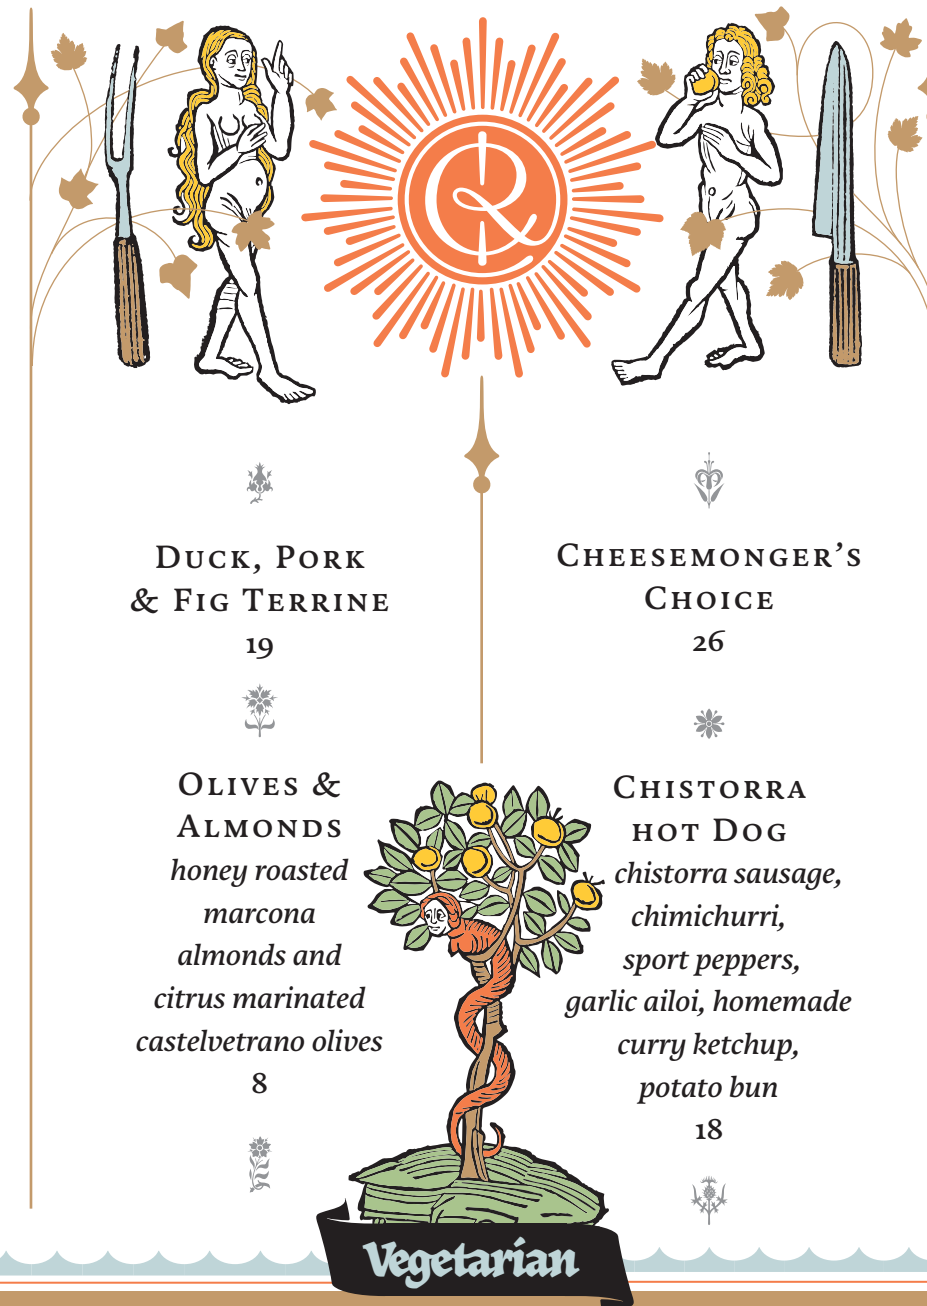 R
Duck, Pork
& Fig Terrine
19
Olives &
Almonds
honey roasted
marcona
almonds and
citrus marinated
castelvetrano olives
8
Cheesemonger’s
Choice
26
Chistorra
hot Dog
chistorra sausage,
chimichurri,
sport peppers,
garlic ailoi, homemade
curry ketchup,
potato bun
18
Vegetarian